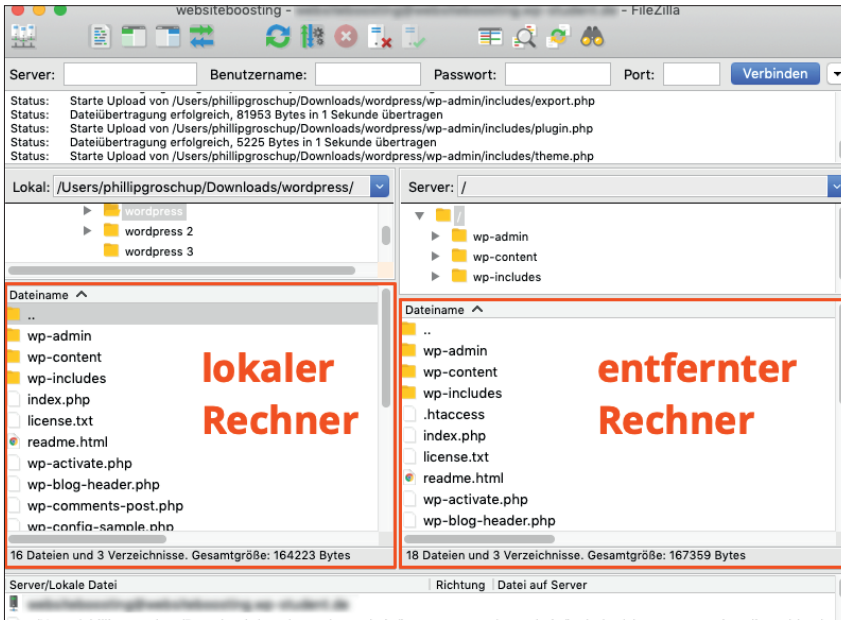 websiteboosting - - FileZilla
Server: Benutzername: Passwort: Port: Verbinden
Status: Starte Upload von /Users/phillipgroschup/Downloads/wordpress/wp-admin/includes/export.php
Status: Dateiübertragung erfolgreich, 81953 Bytes in 1 Sekunde übertragen
Status: Starte Upload von /Users/phillipgroschup/Downloads/wordpress/wp-admin/includes/plugin.php
Status: Dateiübertragung erfolgreich, 5225 Bytes in 1 Sekunde übertragen
Status: Starte Upload von /Users/phillipgroschup/Downloads/wordpress/wp-admin/includes/theme.php
Lokal: /Users/phillipgroschup/Downloads/wordpress/
wordpress
wordpress 2
wordpress 3
Dateiname
..
wp-admin
wp-content
wp-includes
index.php
license.txt
readme.html
wp-activate.php
wp-blog-header.php
wp-comments-post.php
wp-config-sample.php
lokaler
Rechner
16 Dateien und 3 Verzeichnisse. Gesamtgröße: 164223 Bytes
Server: /
/
wp-admin
wp-content
wp-includes
Dateiname
..
wp-admin
wp-content
wp-includes
.htaccess
index.php
license.txt
readme.html
wp-activate.php
wp-blog-header.php
entfernter
Rechner
18 Dateien und 3 Verzeichnisse. Gesamtgröße: 167359 Bytes
Server/Lokale Datei Richtung Datei auf Server